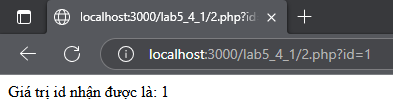 localhost:3000/lab5_4_1/2.php?id
localhost:3000/lab5_4_1/2.php?id=1
Giá trị id nhận được là: 1